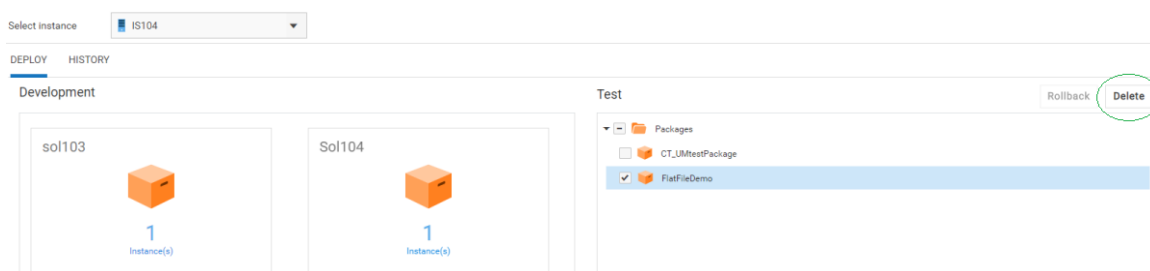 Select instance IS104
DEPLOY HISTORY
Development
Test
Rollback Delete
sol103
1
Instance(s)
Sol104
1
Instance(s)
Packages
CT_UMtestPackage
FlatFileDemo